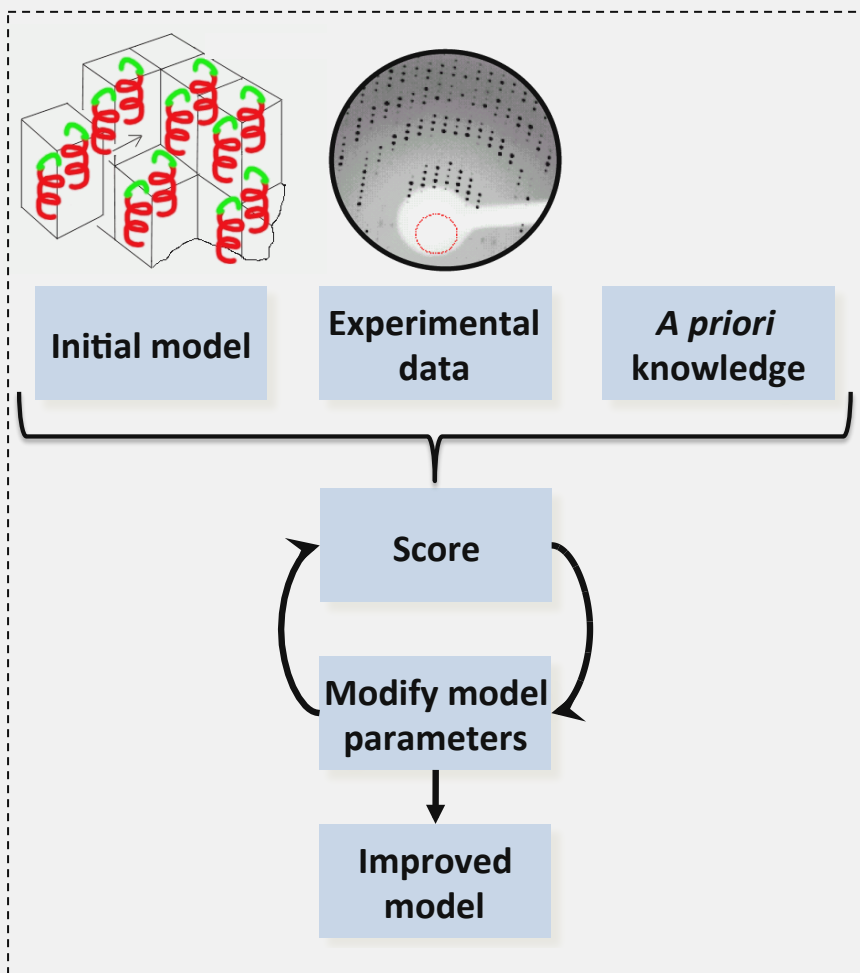 Initial model
Experimental
data
A priori
knowledge
Score
Modify model
parameters
Improved
model